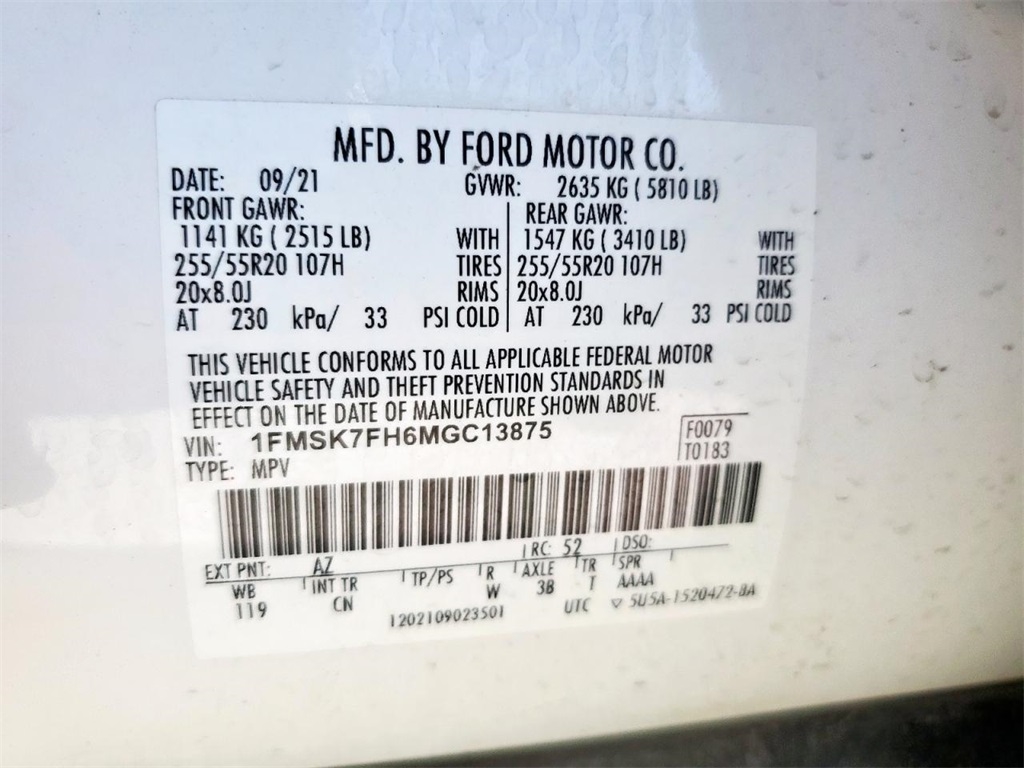 MFD. BY FORD MOTOR CO.
DATE: 09/21 GVWR: 2635 KG ( 5810 LB)
FRONT GAWR: REAR GAWR:
1141 KG ( 2515 LB) WITH 1547 KG ( 3410 LB) WITH
255/55R20 107H TIRES 255/55R20 107H TIRES
20x8.0J RIMS 20x8.0J RIMS
AT 230 kPa/ 33 PSI COLD AT 230 kPa/ 33 PSI COLD
THIS VEHICLE CONFORMS TO ALL APPLICABLE FEDERAL MOTOR
VEHICLE SAFETY AND THEFT PREVENTION STANDARDS IN
EFFECT ON THE DATE OF MANUFACTURE SHOWN ABOVE.
VIN: 1FMSK7FH6MGC13875 F0079
TYPE: MPV T0183
EXT PNT: AZ RC: 52 DSO:
WB INT TR TP/PS R AXLE TR SPR
119 CN W 3B T AAAA
1202109023501 UTC ▽ 5U5A-1520472-BA